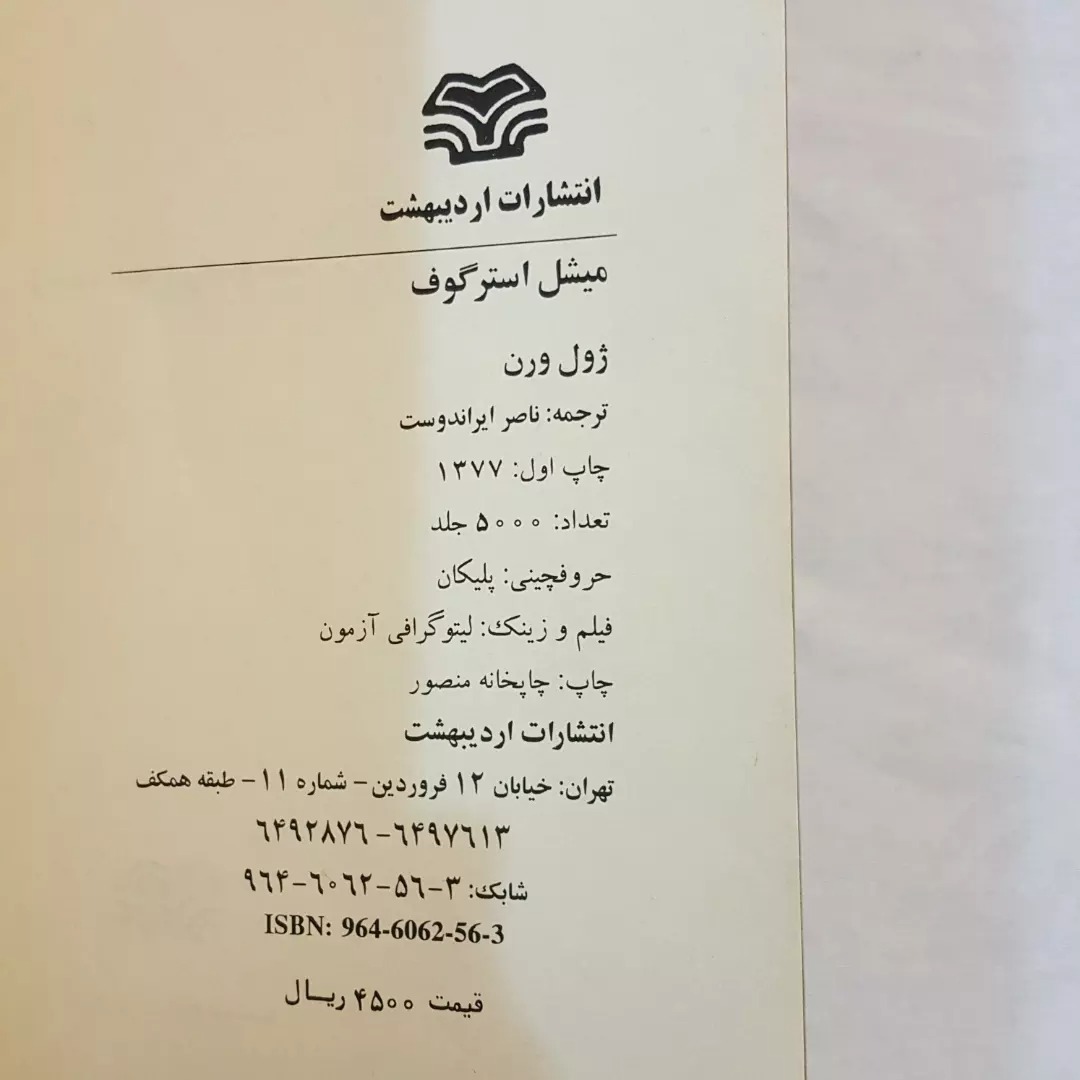 انتشارات اردیبهشت
میشل استرگوف
ژول ورن
ترجمه: ناصر ایراندوست
چاپ اول: ۱۳۷۷
تعداد: ۵۰۰۰ جلد
حروفچینی: پلیکان
فیلم و زینک: لیتوگرافی آزمون
چاپ: چاپخانه منصور
انتشارات اردیبهشت
تهران: خیابان ۱۲ فروردین- شماره ۱۱- طبقه همکف
۶۴۹۷۶۱۳ - ۶۴۹۲۸۷۶
شابک: ۳-۵۶-۶۰۶۲-۹۶۴
ISBN: 964-6062-56-3
قیمت ۴۵۰۰ ریال